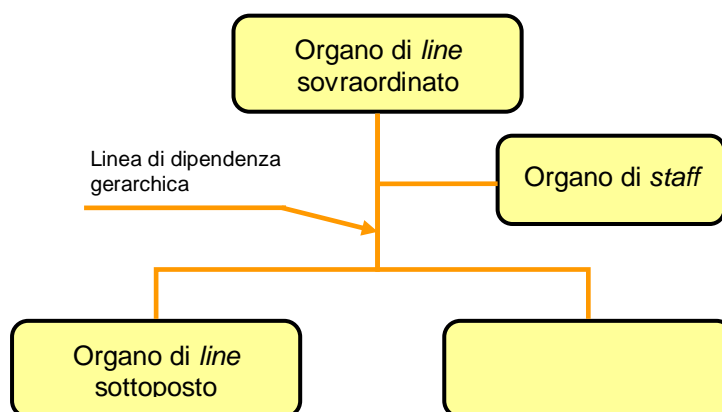 Organo di line
sovraordinato
Linea di dipendenza
gerarchica
Organo di staff
Organo di line
sottoposto